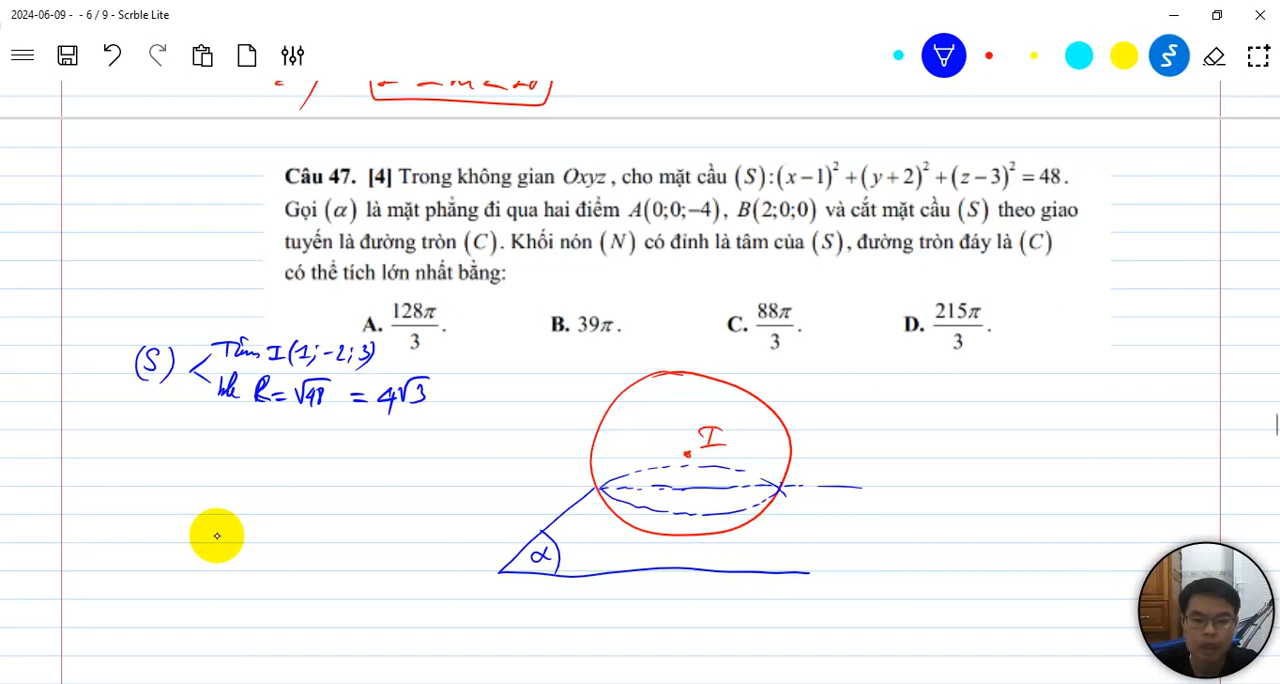 2024-06-09 - - 6 / 9 - Scrble Lite
Câu 47. [4] Trong không gian Oxyz, cho mặt cầu (S):(x−1)²+(y+2)²+(z−3)²=48.
Gọi (α) là mặt phẳng đi qua hai điểm A(0;0;−4), B(2;0;0) và cắt mặt cầu (S) theo giao
tuyến là đường tròn (C). Khối nón (N) có đỉnh là tâm của (S), đường tròn đáy là (C)
có thể tích lớn nhất bằng:
A. 128π/3. B. 39π. C. 88π/3. D. 215π/3.
(S) < Tâm I(1;-2;3)
bk R = √48 = 4√3
I
α